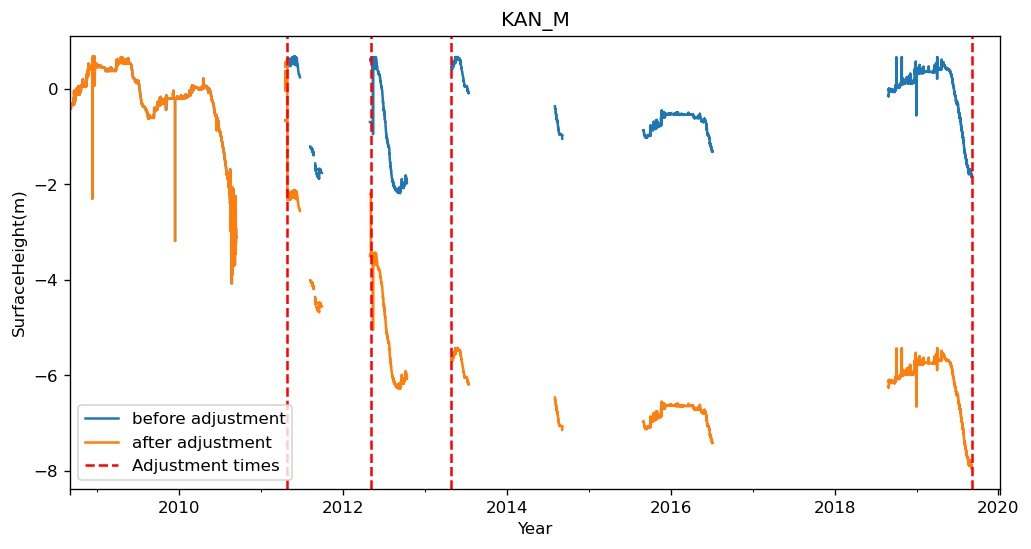 KAN_M
SurfaceHeight(m)
0
−2
−4
−6
−8
before adjustment
after adjustment
Adjustment times
2010
2012
2014
2016
2018
2020
Year